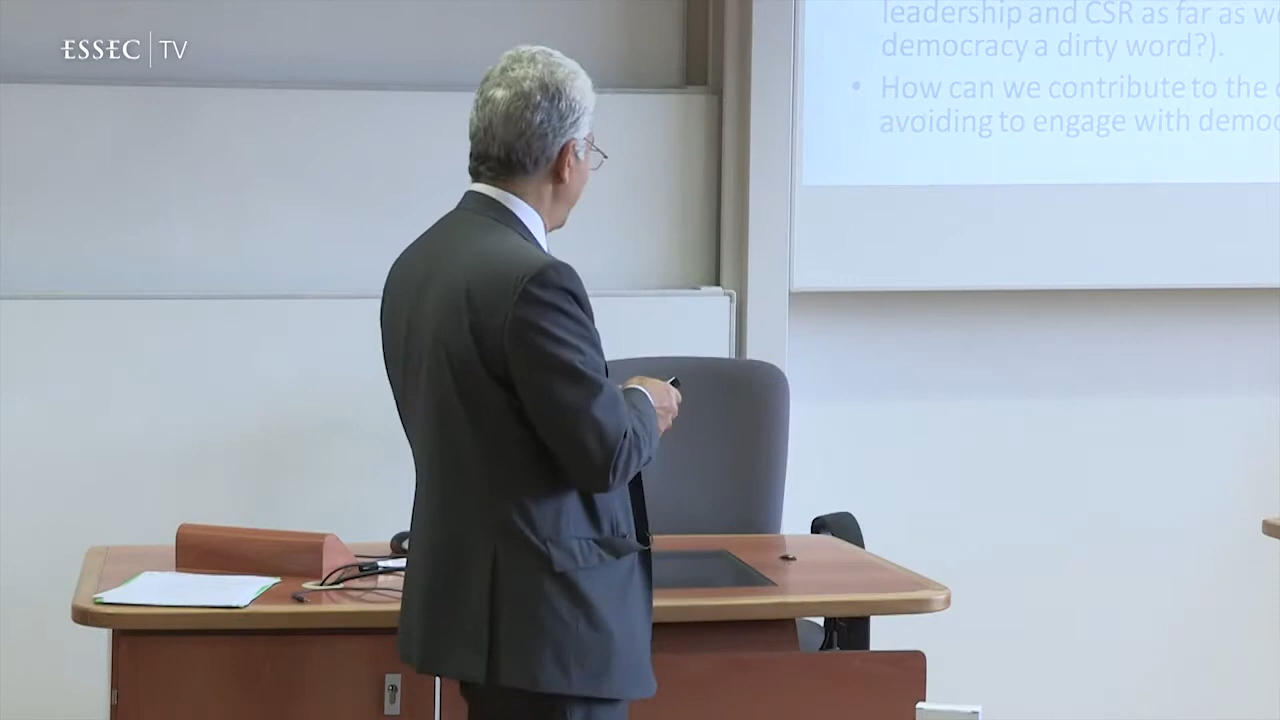 ESSEC TV
leadership and CSR as far as
democracy a dirty word?).
• How can we contribute to the
avoiding to engage with